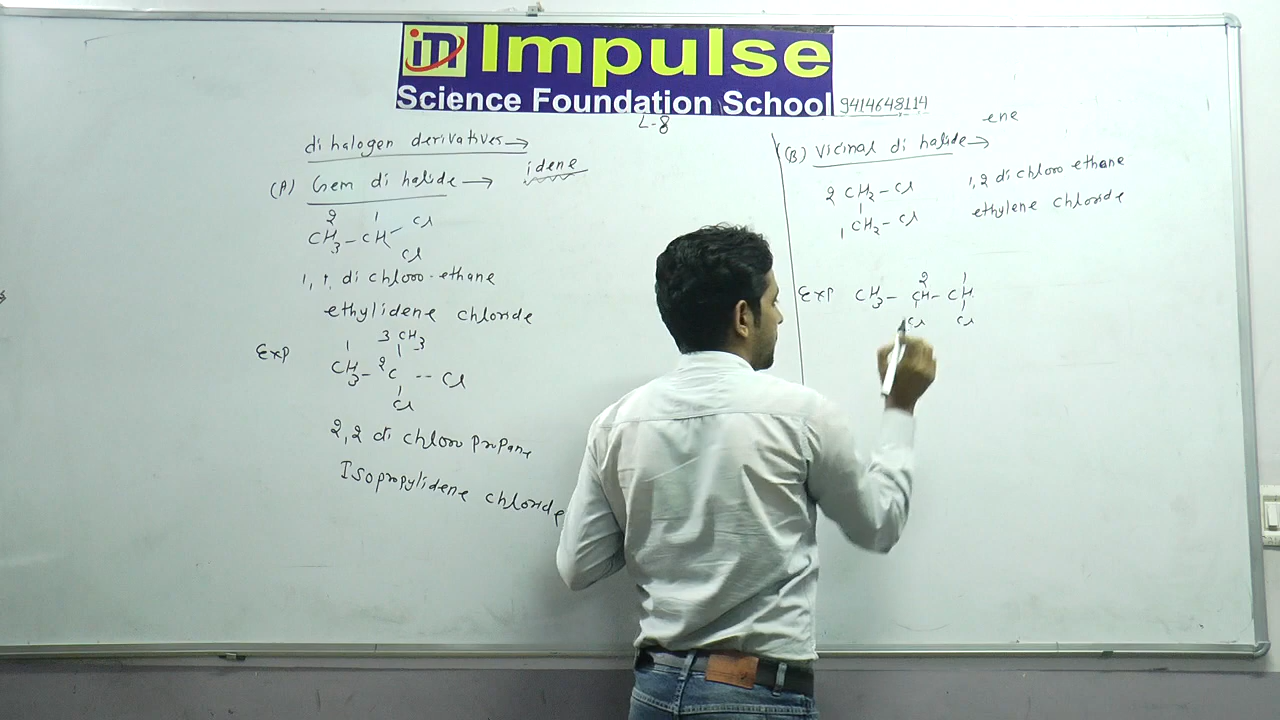 in Impulse
Science Foundation School
9414648114
L-8
di halogen derivatives →
(A) Gem di halide → idene
2 1 Cl
CH3 - CH
Cl
1, 1, di chloro-ethane
ethylidene chloride
Exp
1 3 CH3
CH3 - 2 C -- Cl
Cl
2,2 di chloro propane
Isopropylidene chloride
ene
(B) Vicinal di halide →
2 CH2 - Cl
1 CH2 - Cl
1,2 di chloro ethane
ethylene chloride
2 1
Exp CH3 - CH - CH
Cl Cl